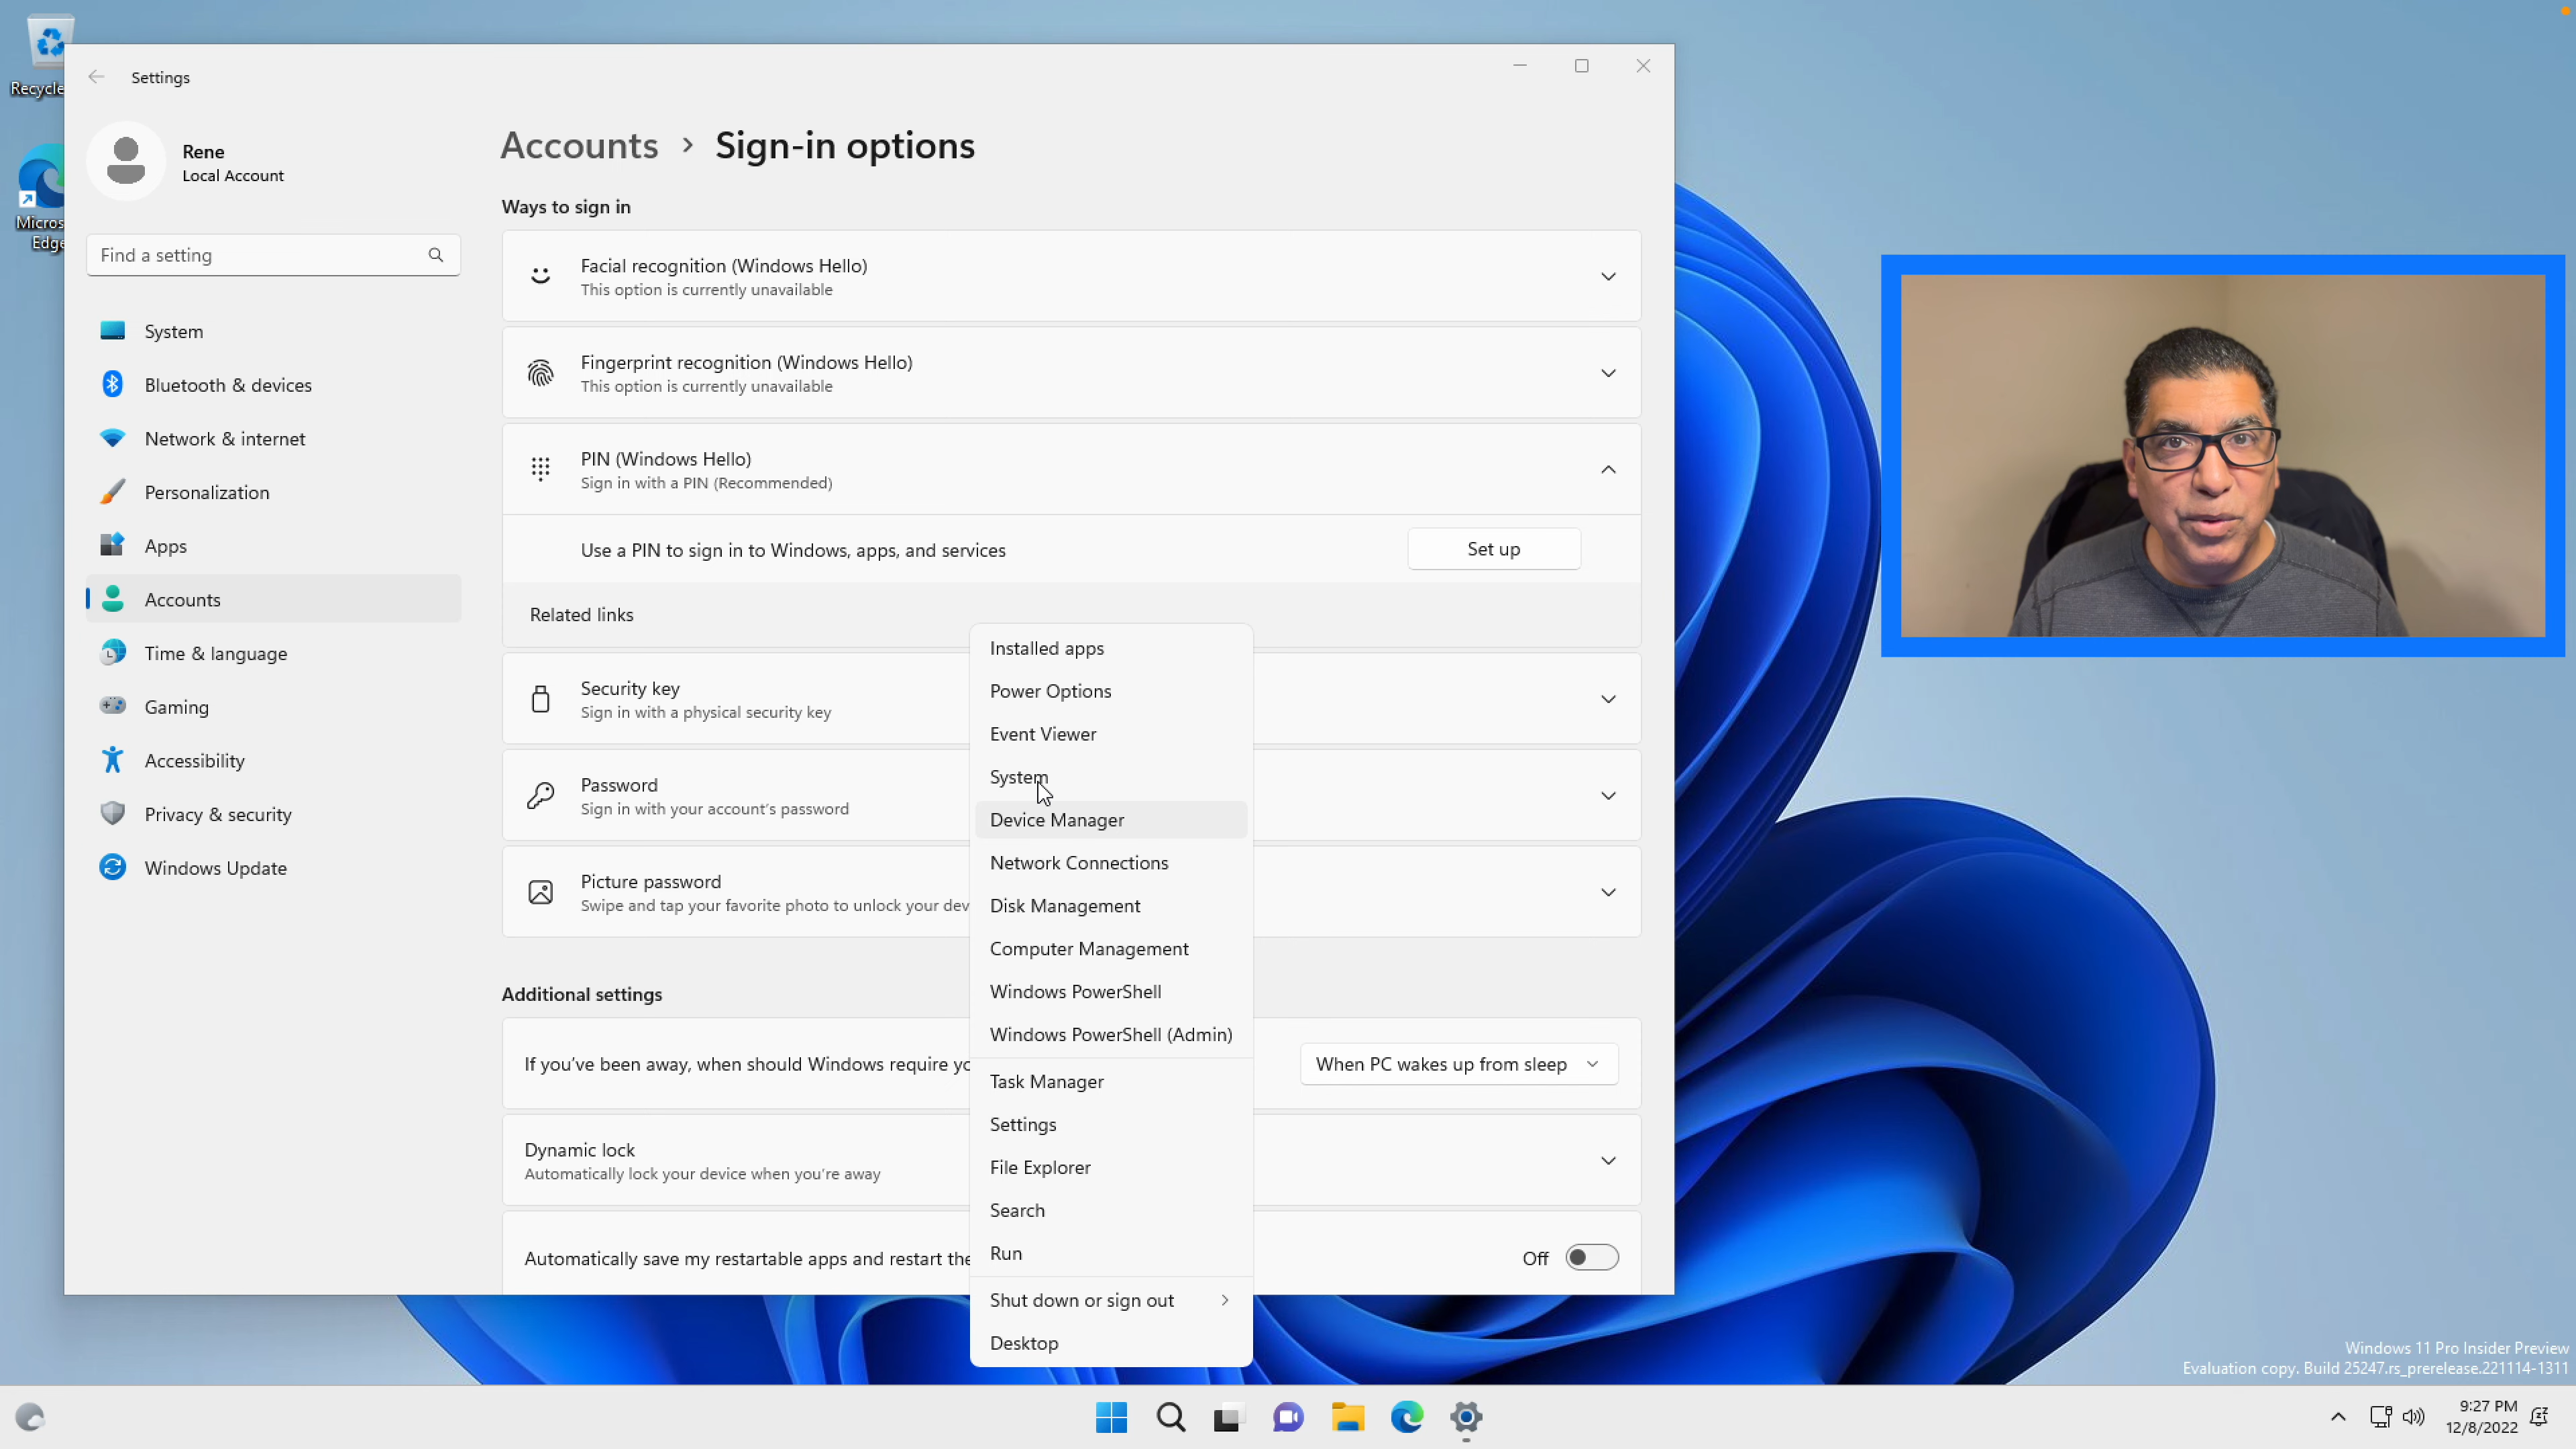 Recycle
Micros
Edge
Settings
Rene
Local Account
Find a setting
System
Bluetooth & devices
Network & internet
Personalization
Apps
Accounts
Time & language
Gaming
Accessibility
Privacy & security
Windows Update
Accounts > Sign-in options
Ways to sign in
Facial recognition (Windows Hello)
This option is currently unavailable
Fingerprint recognition (Windows Hello)
This option is currently unavailable
PIN (Windows Hello)
Sign in with a PIN (Recommended)
Use a PIN to sign in to Windows, apps, and services
Set up
Related links
Security key
Sign in with a physical security key
Password
Sign in with your account's password
Picture password
Swipe and tap your favorite photo to unlock your dev
Additional settings
If you've been away, when should Windows require yo
When PC wakes up from sleep
Dynamic lock
Automatically lock your device when you're away
Automatically save my restartable apps and restart the
Off
Installed apps
Power Options
Event Viewer
System
Device Manager
Network Connections
Disk Management
Computer Management
Windows PowerShell
Windows PowerShell (Admin)
Task Manager
Settings
File Explorer
Search
Run
Shut down or sign out
Desktop
Windows 11 Pro Insider Preview
Evaluation copy. Build 25247.rs_prerelease.221114-1311
9:27 PM
12/8/2022